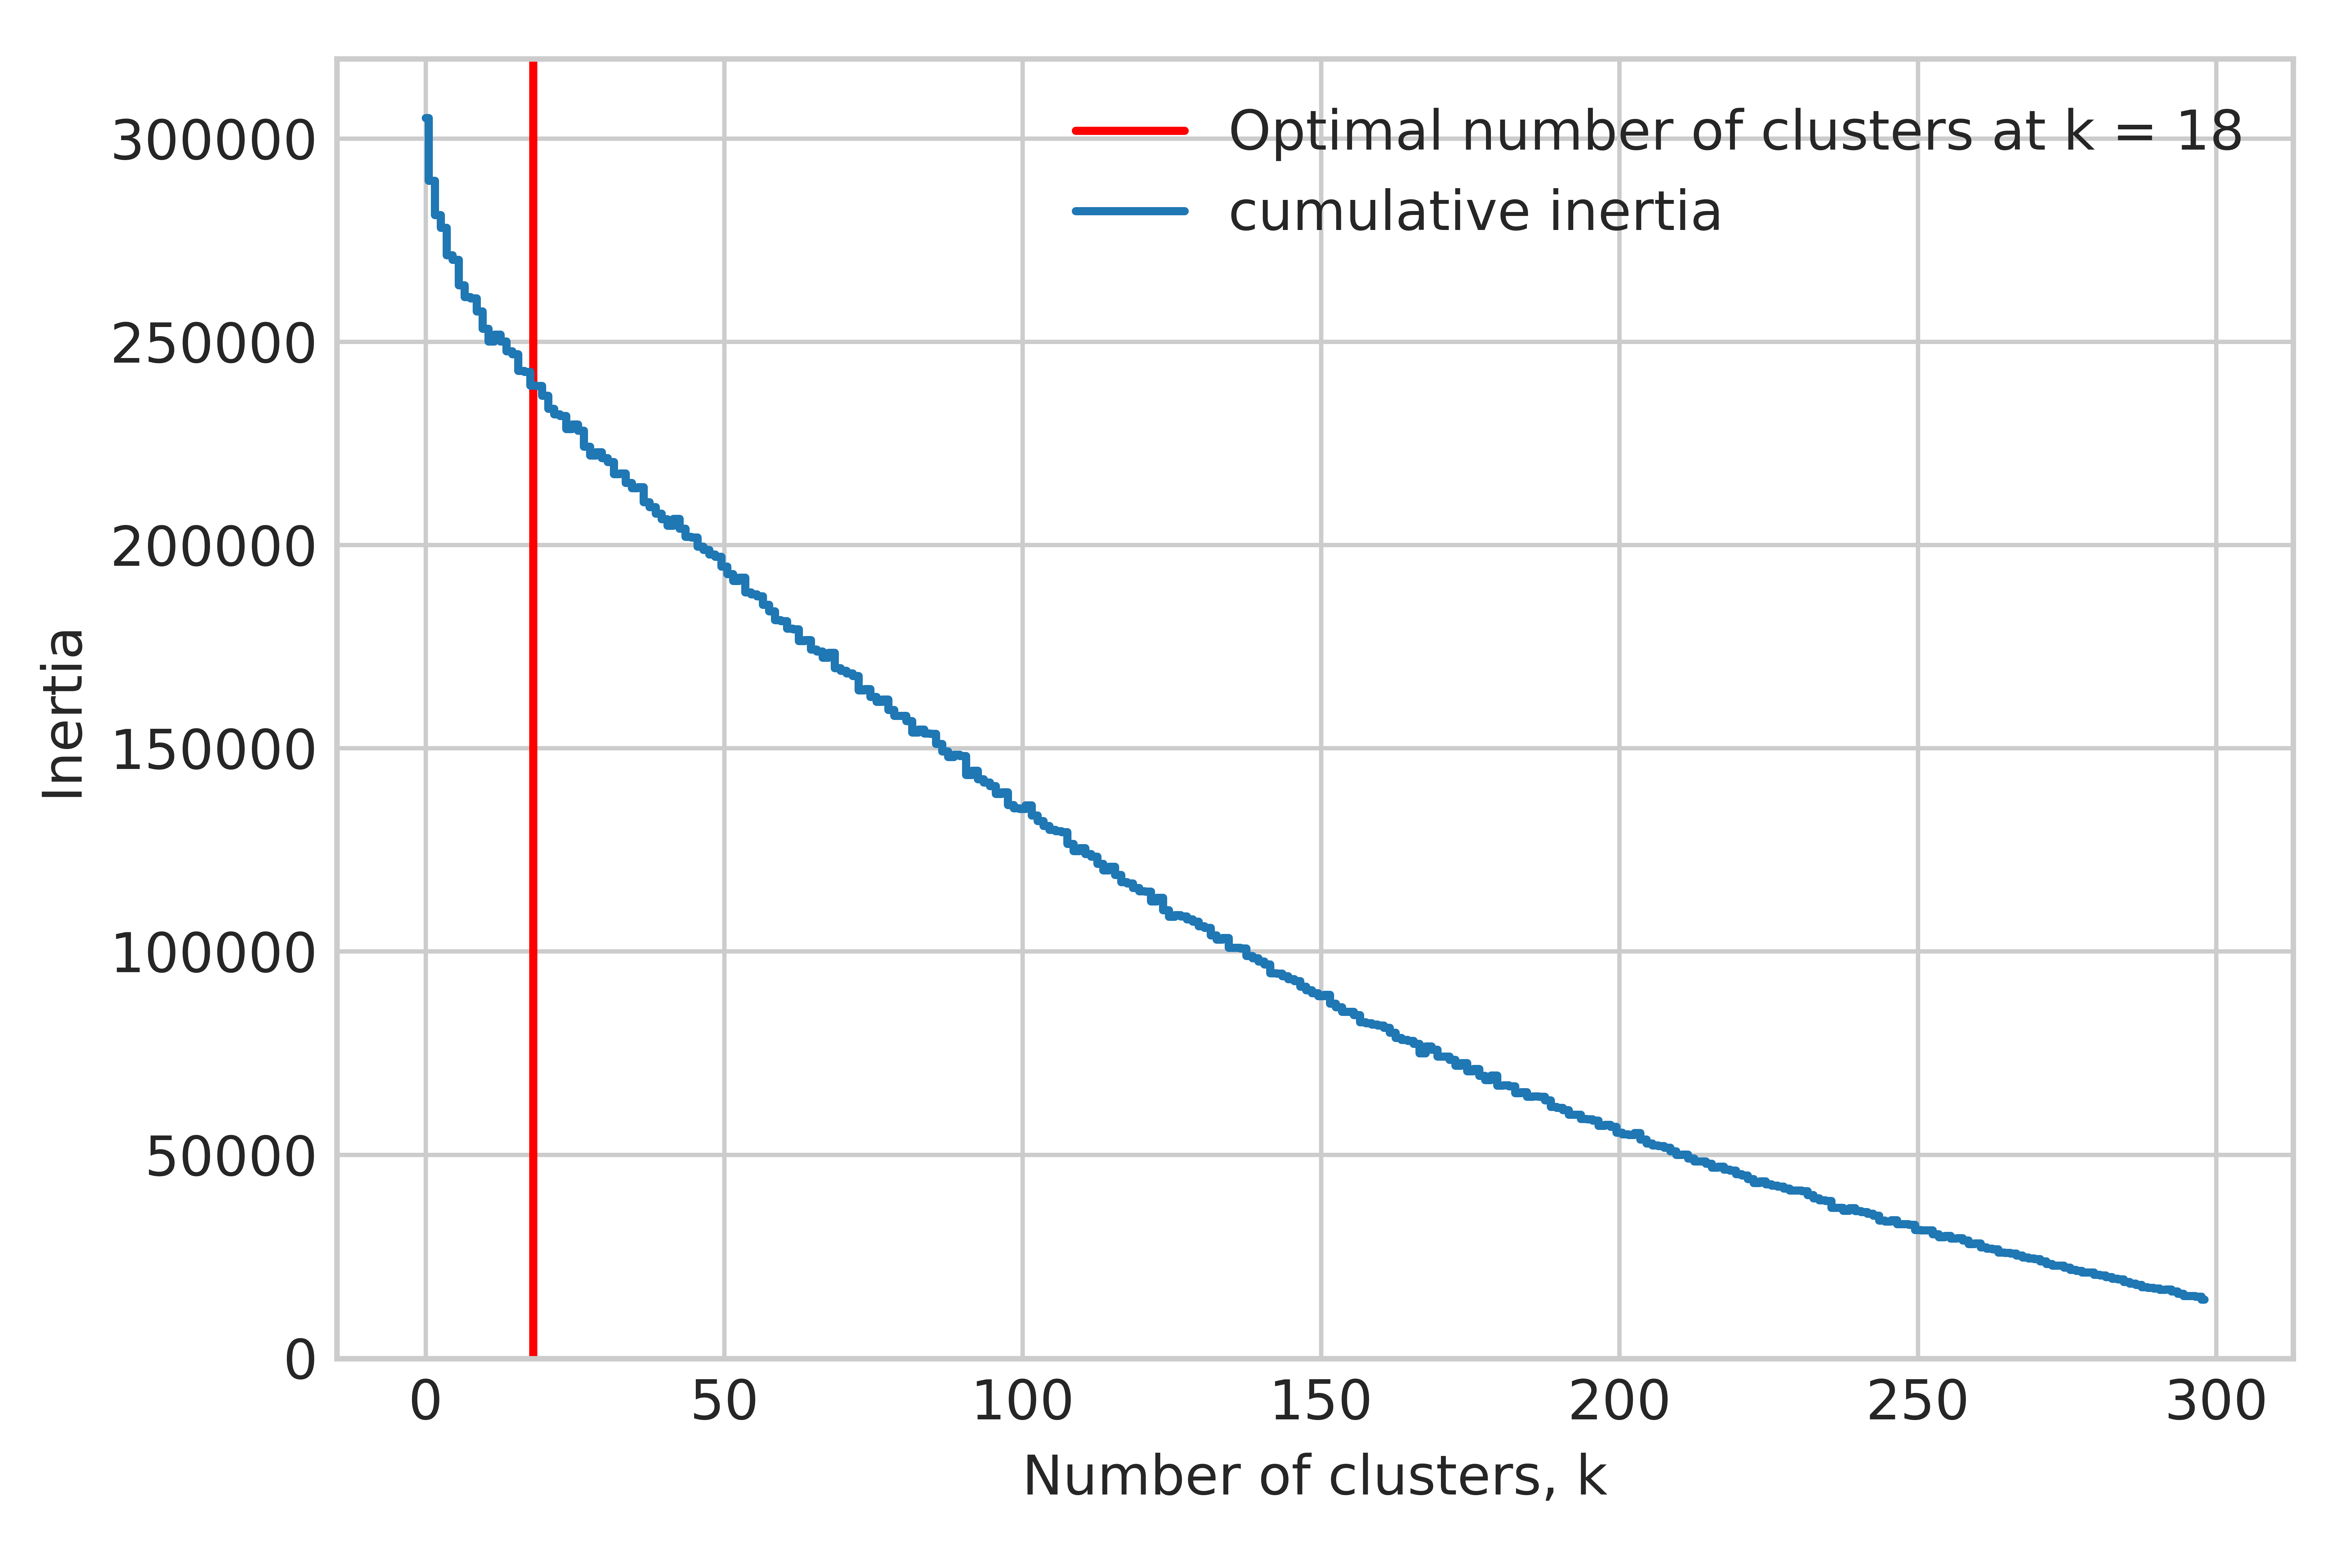 Optimal number of clusters at k = 18
cumulative inertia
300000
250000
200000
150000
100000
50000
0
Inertia
0 50 100 150 200 250 300
Number of clusters, k